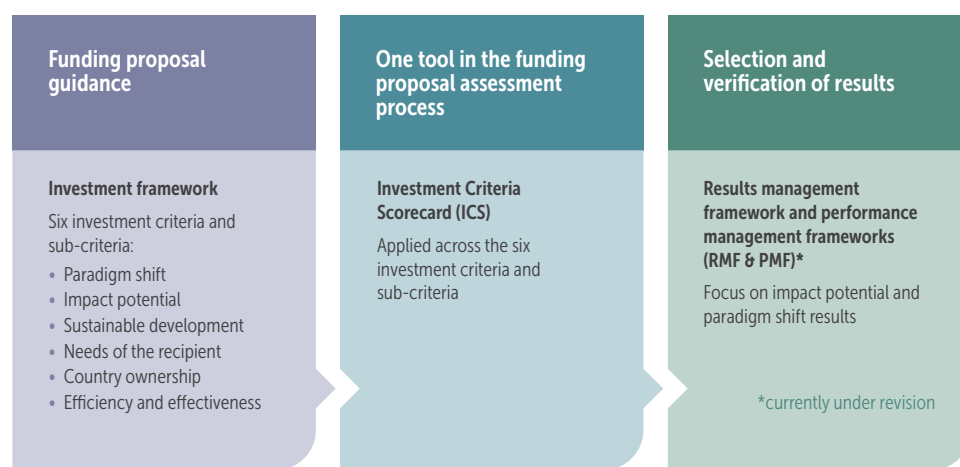 Funding proposal
guidance
Investment framework
Six investment criteria and
sub-criteria:
• Paradigm shift
• Impact potential
• Sustainable development
• Needs of the recipient
• Country ownership
• Efficiency and effectiveness
One tool in the funding
proposal assessment
process
Investment Criteria
Scorecard (ICS)
Applied across the six
investment criteria and
sub-criteria
Selection and
verification of results
Results management
framework and performance
management frameworks
(RMF & PMF)*
Focus on impact potential and
paradigm shift results
*currently under revision